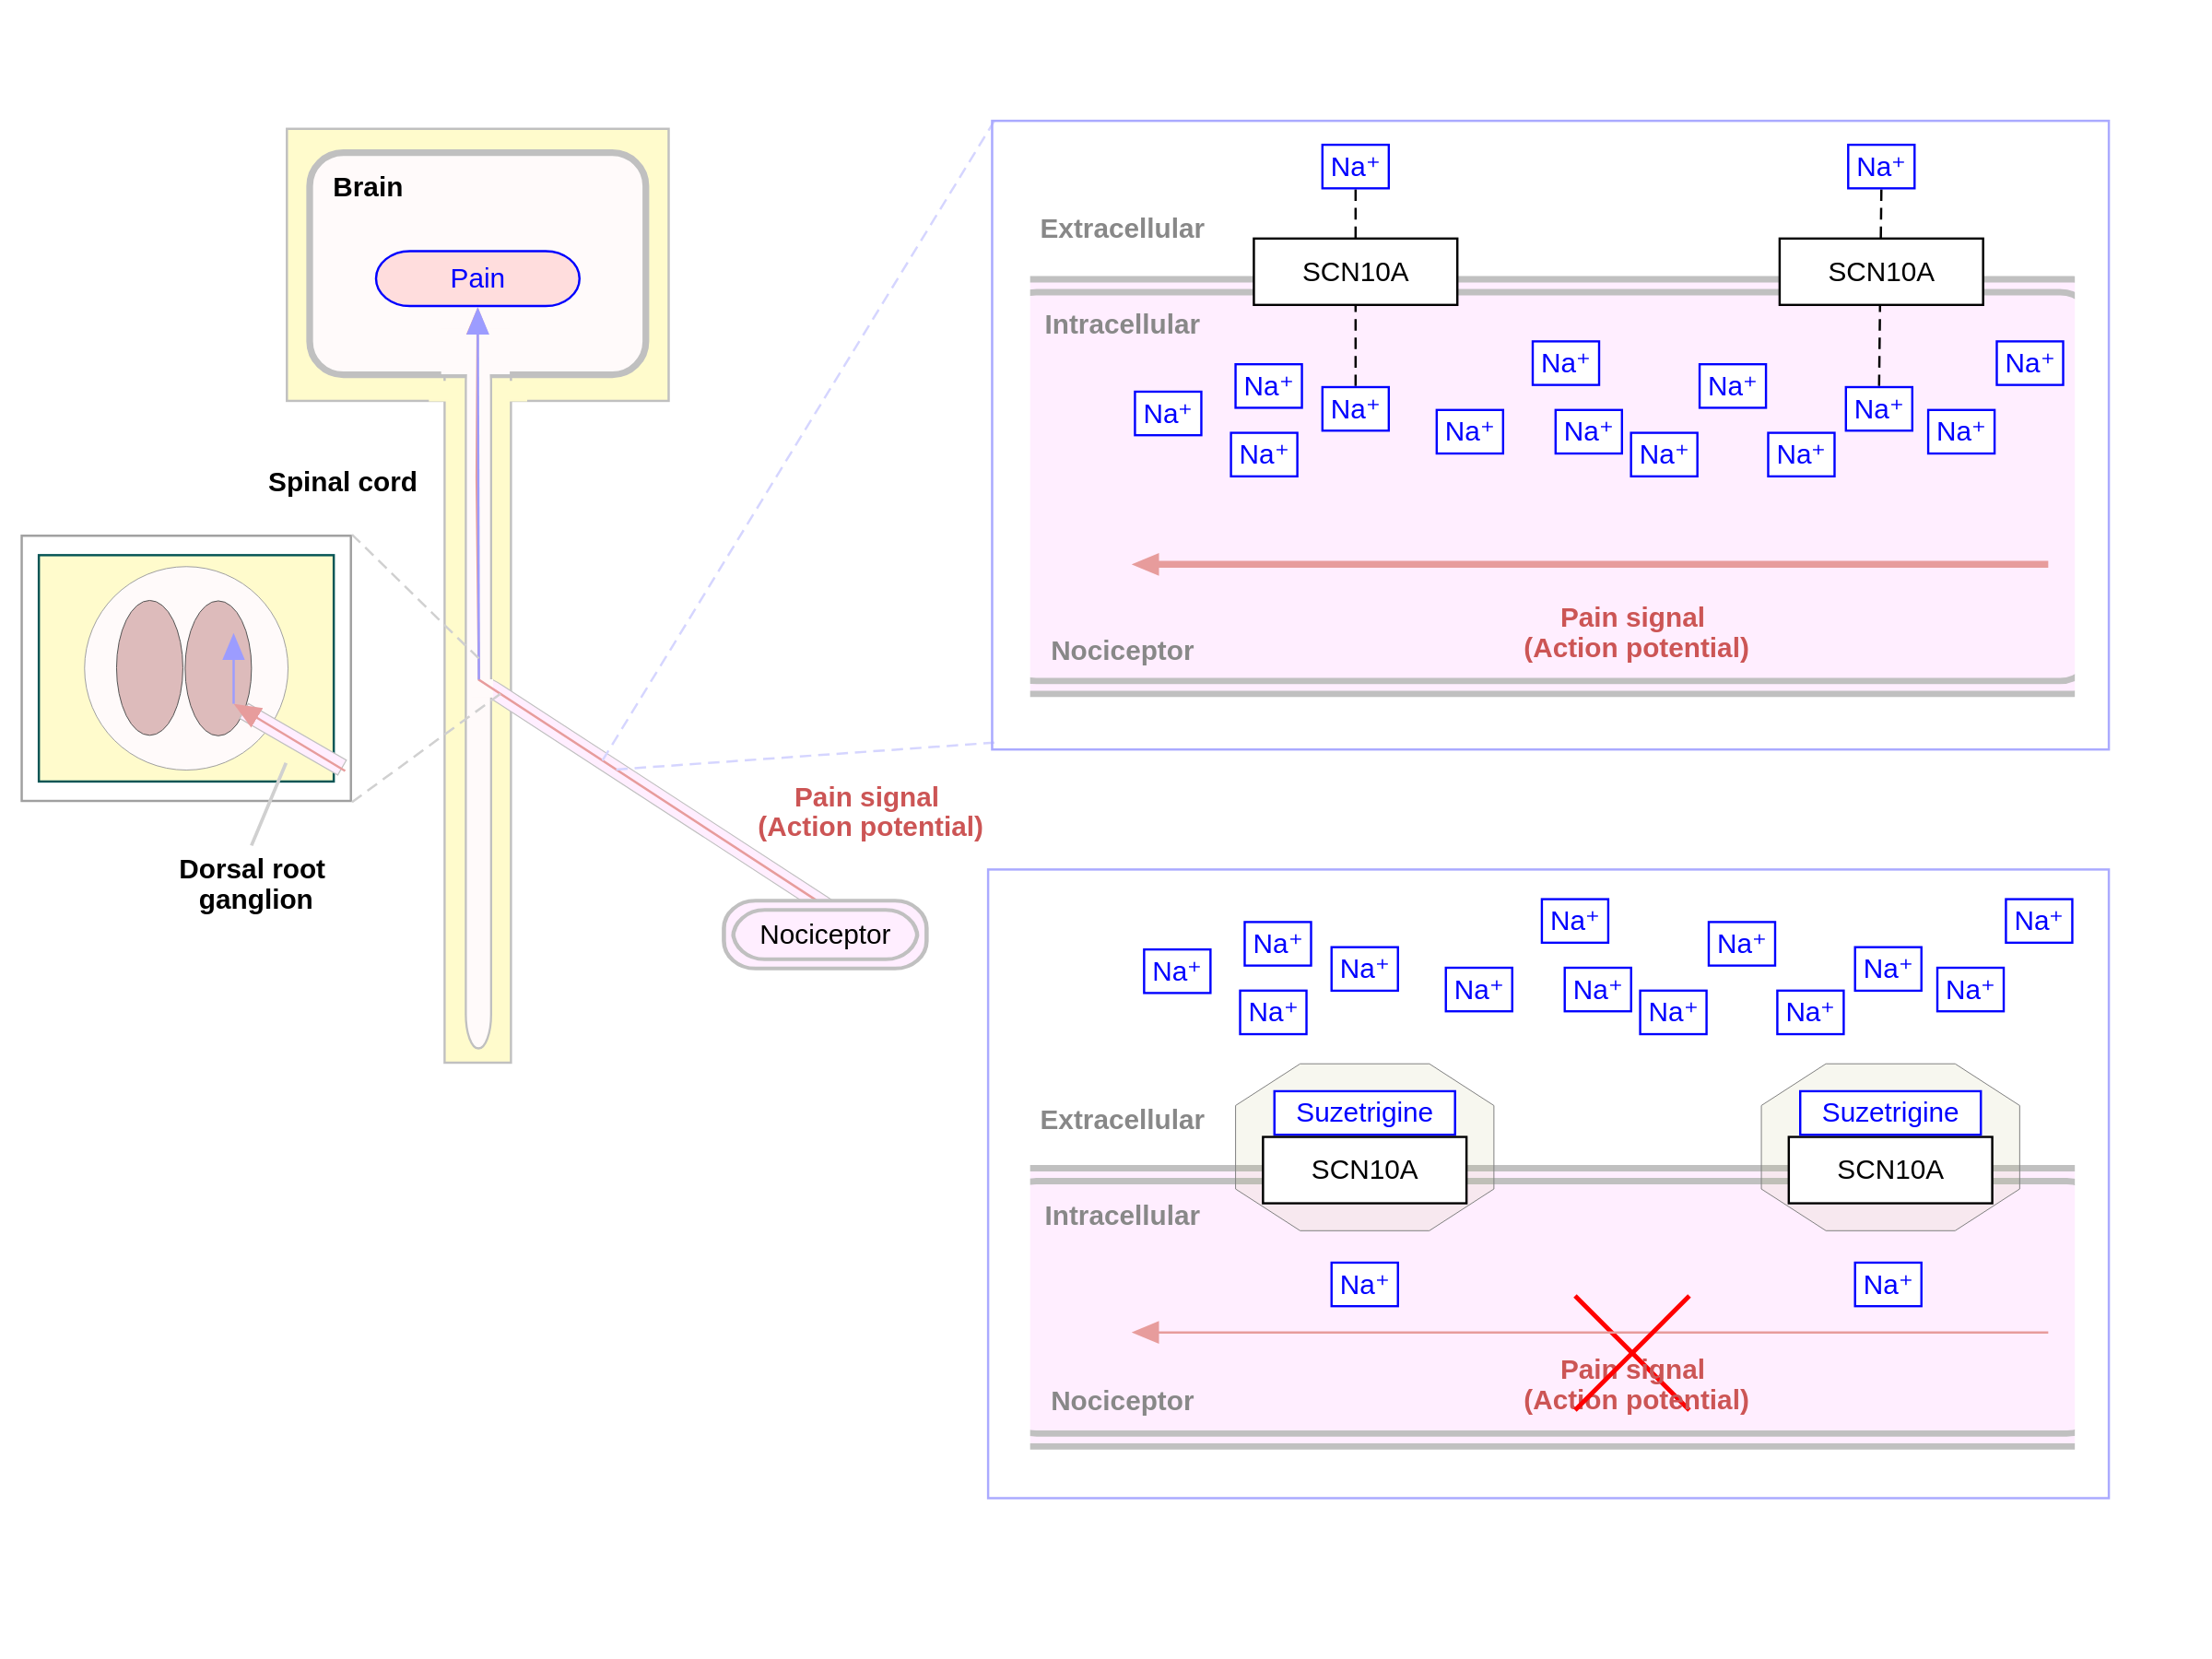 Brain
Pain
Spinal cord
Dorsal root
ganglion
Pain signal
(Action potential)
Nociceptor
Na⁺
Na⁺
Extracellular
SCN10A
SCN10A
Intracellular
Na⁺
Na⁺
Na⁺
Na⁺
Na⁺
Na⁺
Na⁺
Na⁺
Na⁺
Na⁺
Na⁺
Na⁺
Na⁺
Pain signal
(Action potential)
Nociceptor
Na⁺
Na⁺
Na⁺
Na⁺
Na⁺
Na⁺
Na⁺
Na⁺
Na⁺
Na⁺
Na⁺
Na⁺
Na⁺
Suzetrigine
Suzetrigine
Extracellular
SCN10A
SCN10A
Intracellular
Na⁺
Na⁺
Pain signal
(Action potential)
Nociceptor